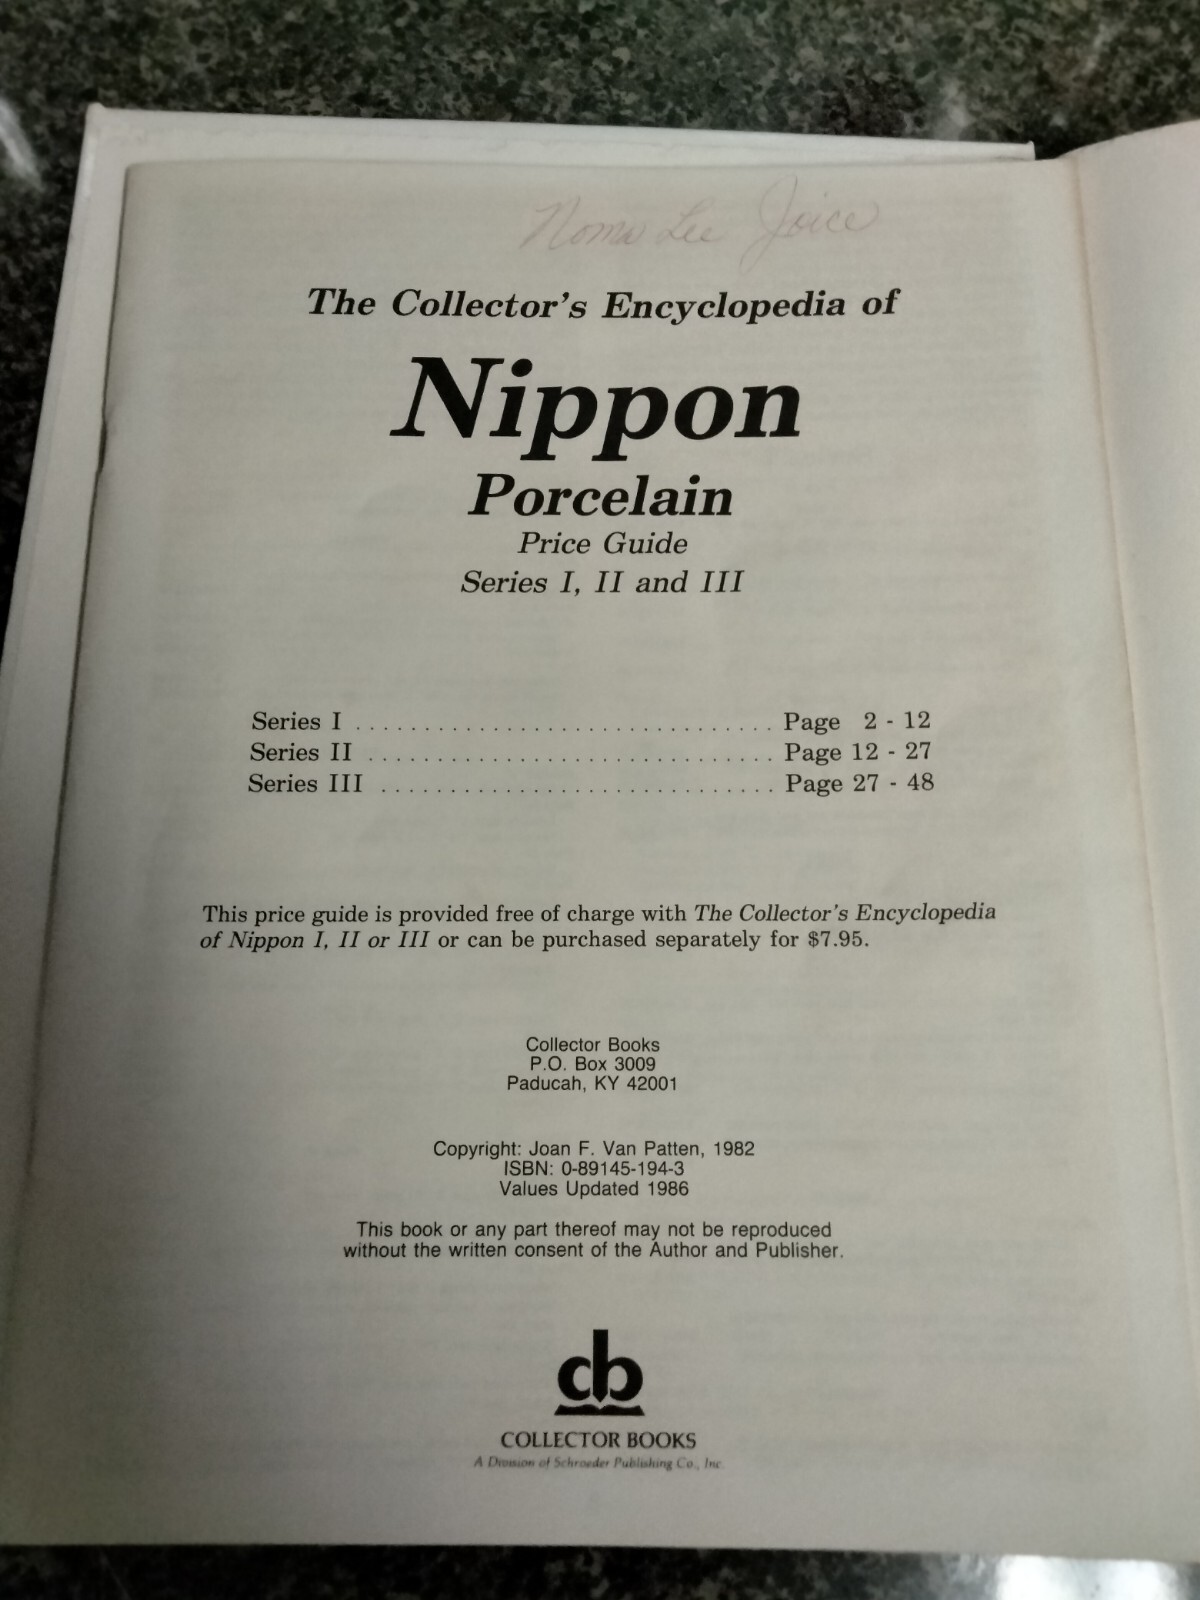 Noma Lee Joice
The Collector's Encyclopedia of
Nippon
Porcelain
Price Guide
Series I, II and III
Series I ............................... Page 2 - 12
Series II .............................. Page 12 - 27
Series III ............................. Page 27 - 48
This price guide is provided free of charge with The Collector's Encyclopedia
of Nippon I, II or III or can be purchased separately for $7.95.
Collector Books
P.O. Box 3009
Paducah, KY 42001
Copyright: Joan F. Van Patten, 1982
ISBN: 0-89145-194-3
Values Updated 1986
This book or any part thereof may not be reproduced
without the written consent of the Author and Publisher.
cb
COLLECTOR BOOKS
A Division of Schroeder Publishing Co., Inc.